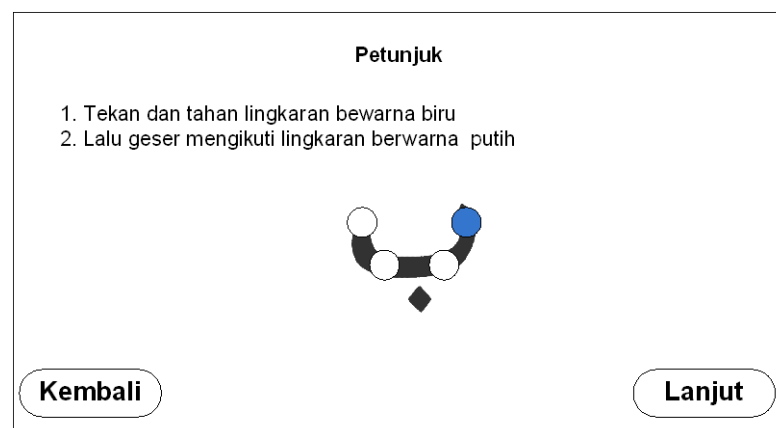 Petunjuk
1. Tekan dan tahan lingkaran bewarna biru
2. Lalu geser mengikuti lingkaran berwarna  putih
Kembali
Lanjut